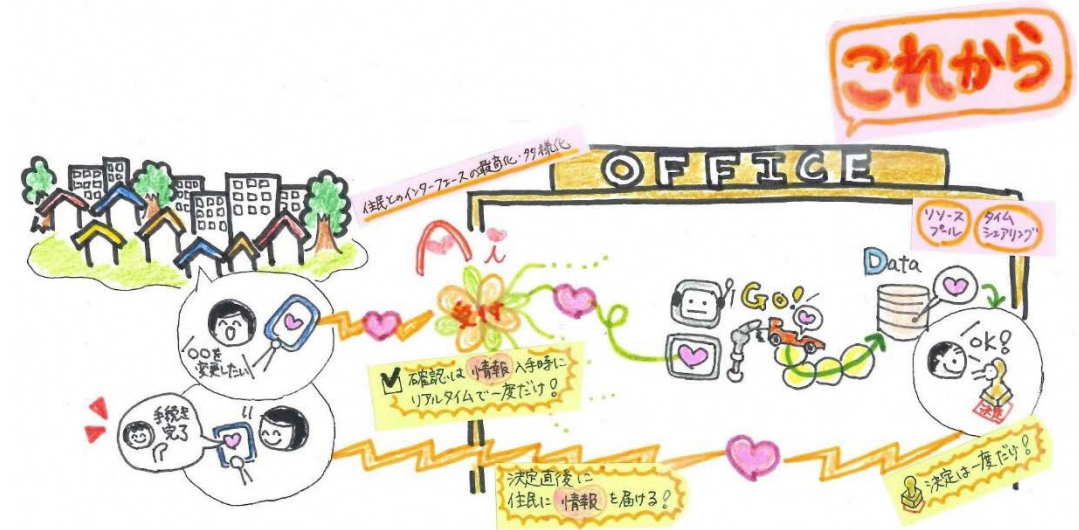 これから
OFFICE
住民とのインターフェースの最適化・多様化
リソース
プール
タイム
シェアリング
Ai
受付
Go!
Data
OK!
決定
○○を
変更したい
✓ 確認は情報入手時に
リアルタイムで一度だけ!
手続き
完了
決定直後に
住民に情報を届ける!
決定は一度だけ!